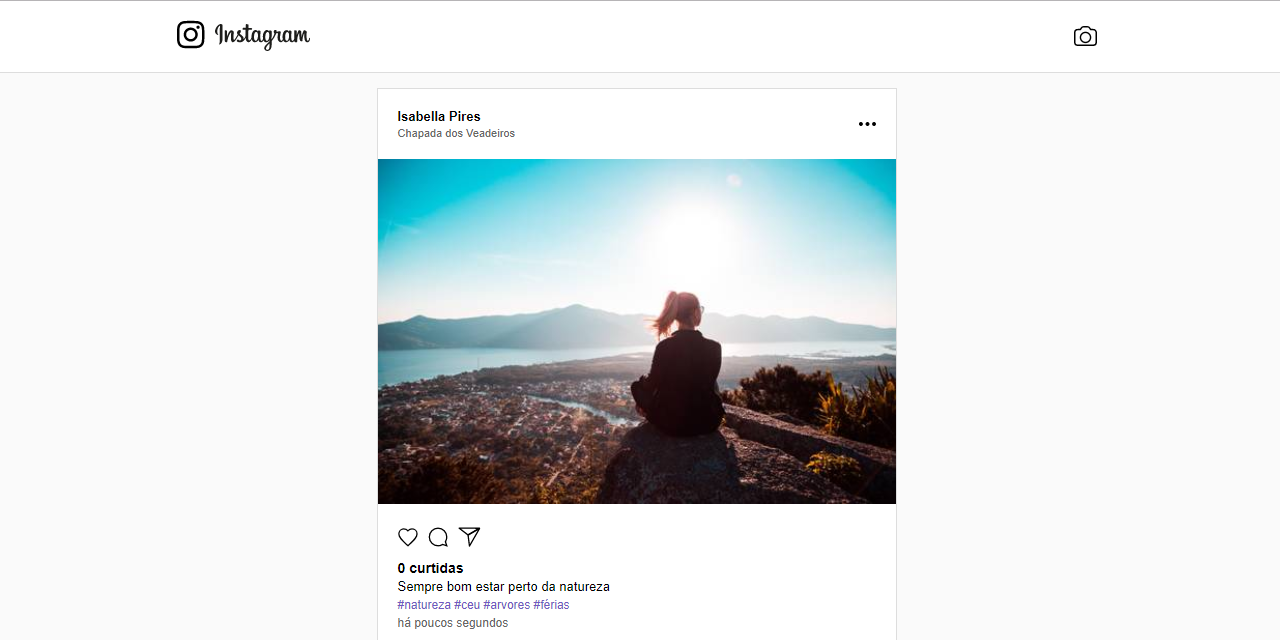 Instagram
Isabella Pires
Chapada dos Veadeiros
0 curtidas
Sempre bom estar perto da natureza
#natureza #ceu #arvores #férias
há poucos segundos